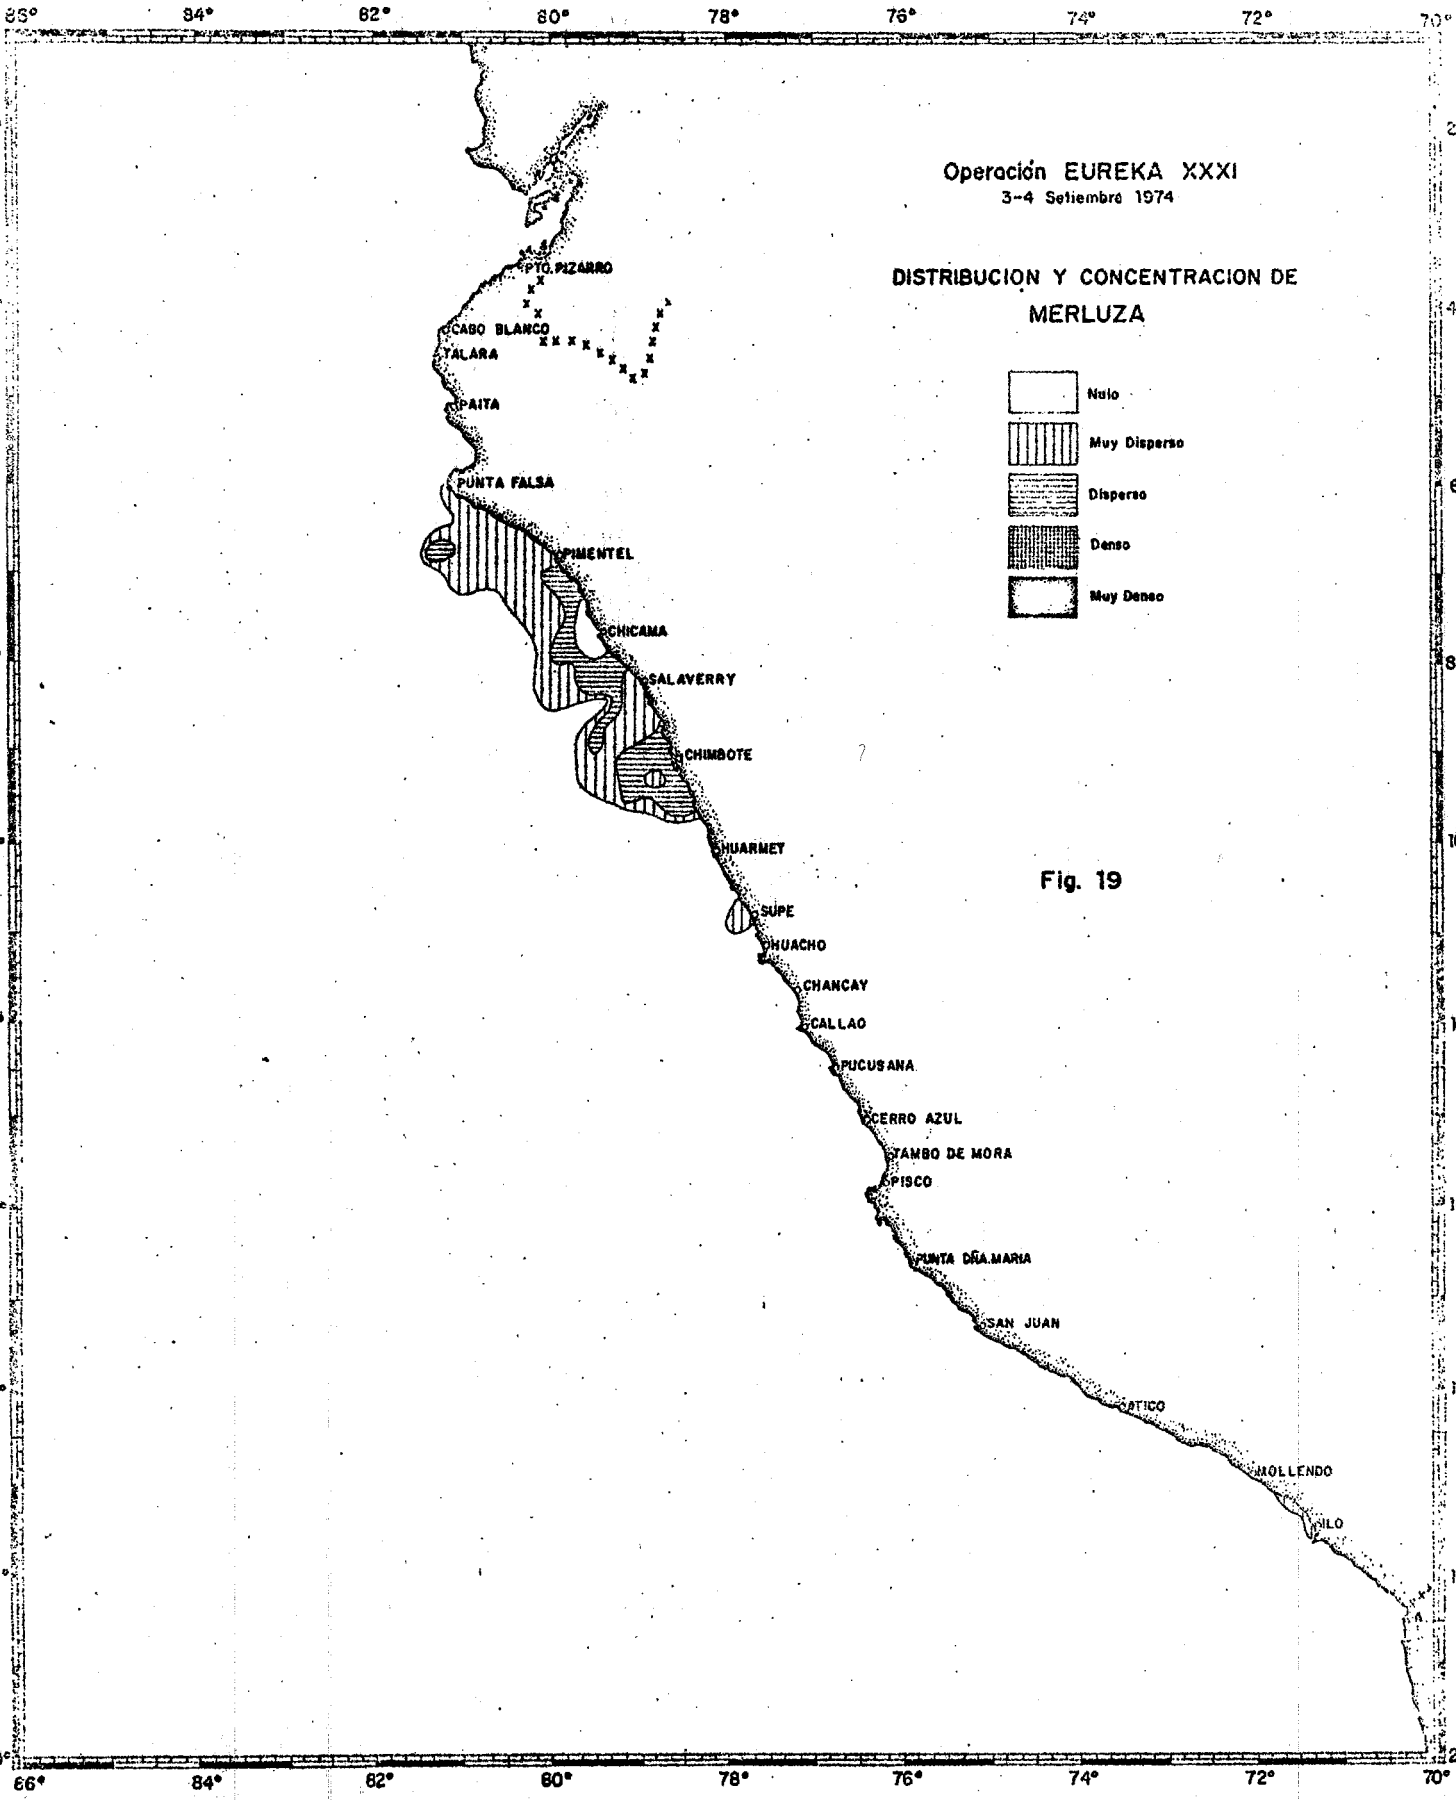 86° 84° 82° 80° 78° 76° 74° 72° 70°
Operación EUREKA XXXI
3-4 Setiembre 1974
DISTRIBUCION Y CONCENTRACION DE
MERLUZA
Nulo
Muy Disperso
Disperso
Denso
Muy Denso
PTO. PIZARRO
CABO BLANCO
TALARA
PAITA
PUNTA FALSA
PIMENTEL
CHICAMA
SALAVERRY
CHIMBOTE
HUARMEY
Fig. 19
SUPE
HUACHO
CHANCAY
CALLAO
PUCUSANA
CERRO AZUL
TAMBO DE MORA
PISCO
PUNTA DÑA. MARIA
SAN JUAN
ATICO
MOLLENDO
ILO
86° 84° 82° 80° 78° 76° 74° 72° 70°